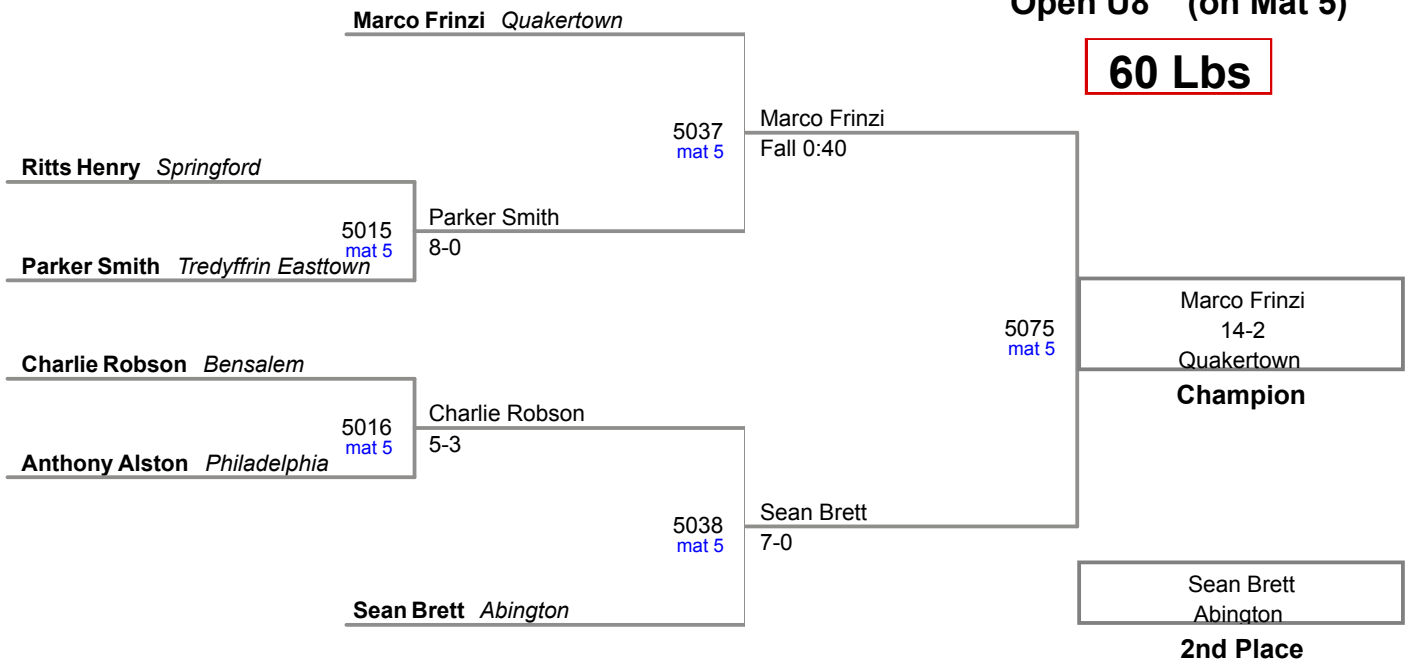 Open U8 (on Mat 5)
Marco Frinzi Quakertown
60 Lbs
5037
mat 5
Marco Frinzi
Fall 0:40
Ritts Henry Springford
5015
mat 5
Parker Smith
8-0
Parker Smith Tredyffrin Easttown
5075
mat 5
Marco Frinzi
14-2
Quakertown
Champion
Charlie Robson Bensalem
5016
mat 5
Charlie Robson
5-3
Anthony Alston Philadelphia
5038
mat 5
Sean Brett
7-0
Sean Brett Abington
Sean Brett
Abington
2nd Place